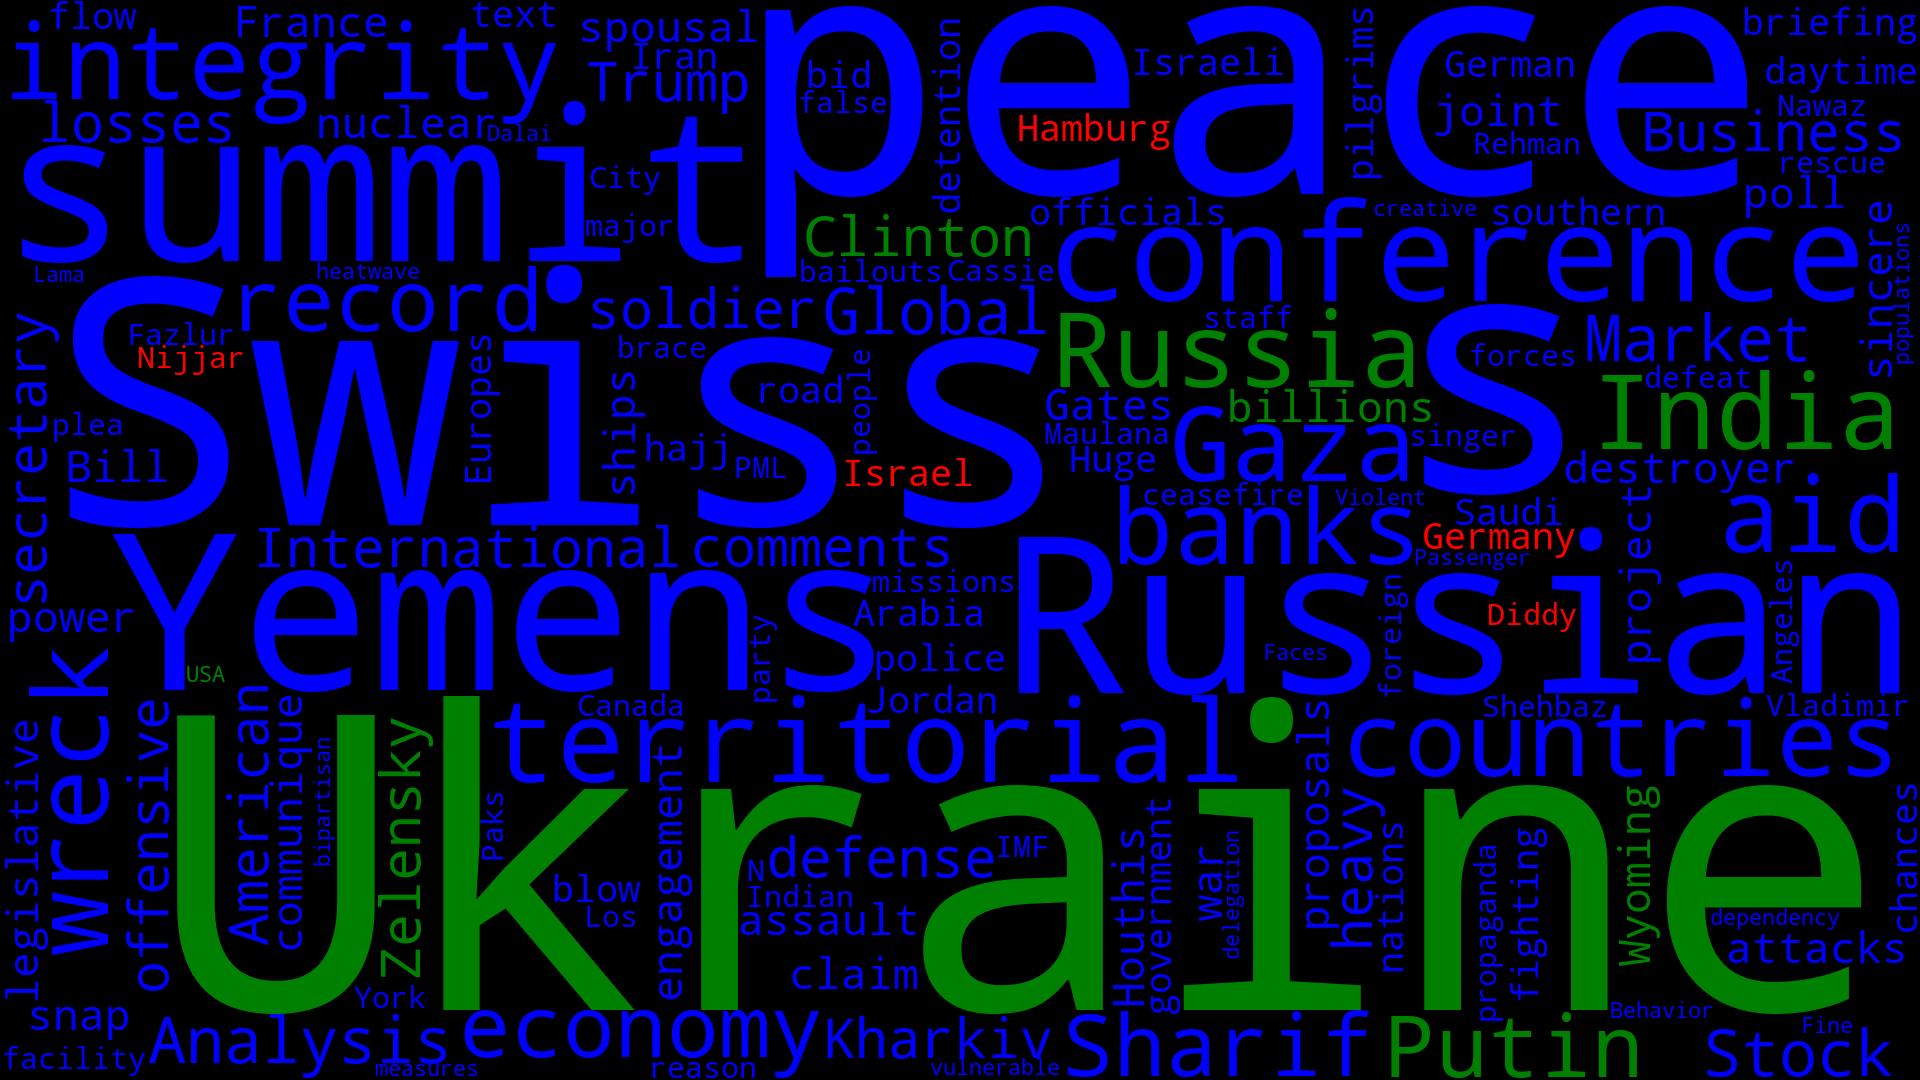 flow
France
text
spousal
peace
briefing
integrity
Iran
Trump
bid
false
detention
Israeli
pilgrims
German
daytime
losses
nuclear
Dalai
Hamburg
joint
Rehman
Nawaz
Business
rescue
summit
City
major
poll
Clinton
officials
creative
southern
sincere
populations
conference
Lama
heatwave
bailouts
Cassie
record
soldier
Global
Russia
staff
s
forces
Market
Fazlur
Nijjar
Swiss
Europes
brace
ships
road
people
defeat
India
secretary
plea
Bill
hajj
PML
Israel
Gates
billions
Maulana
Huge
Gaza
singer
destroyer
ceasefire
Violent
banks
Saudi
Germany
Passenger
project
aid
International
comments
Yemens
missions
Arabia
Russian
Diddy
foreign
Angeles
power
USA
party
police
Faces
wreck
Jordan
Canada
Shehbaz
Vladimir
legislative
offensive
American
communique
bipartisan
Zelensky
territorial
countries
Ukraine
Paks
engagement
proposals
blow
Los
N
defense
IMF
Indian
assault
claim
Houthis
government
war
delegation
heavy
nations
propaganda
fighting
Wyoming
dependency
attacks
chances
York
snap
facility
Analysis
measures
economy
reason
Kharkiv
vulnerable
Sharif
Putin
Behavior
Stock
Fine